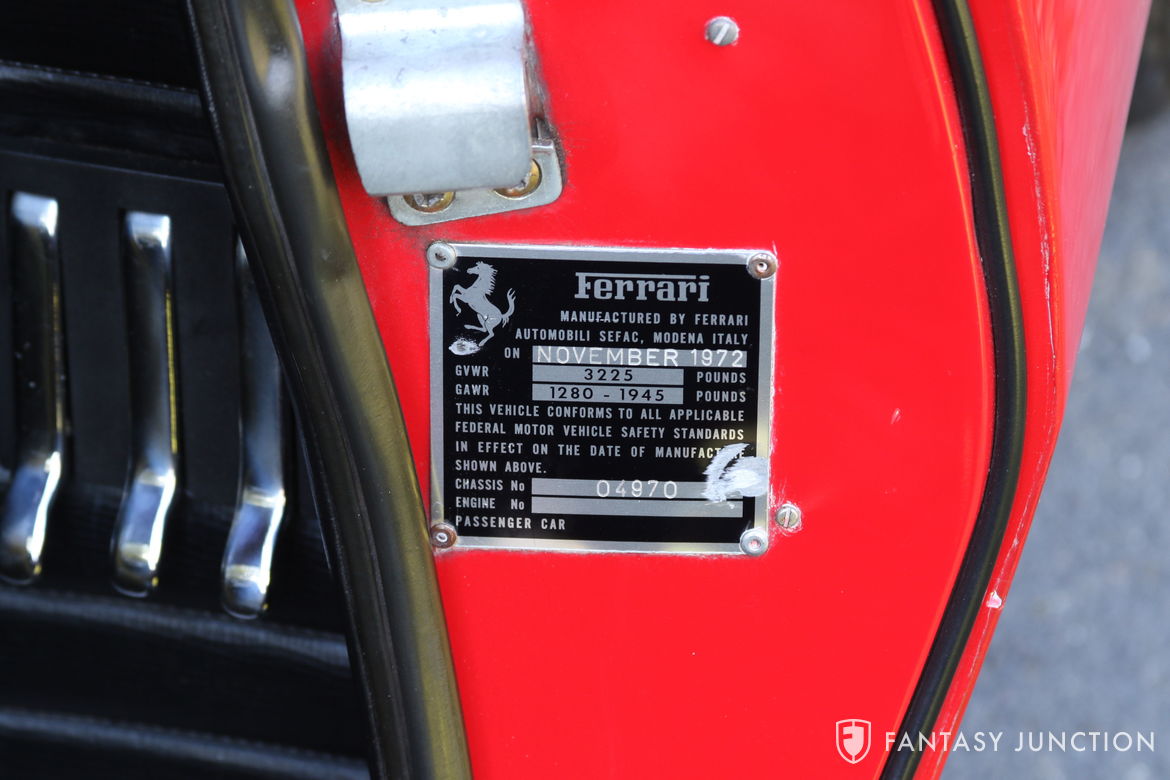 Ferrari
MANUFACTURED BY FERRARI
AUTOMOBILI SEFAC, MODENA ITALY
ON NOVEMBER 1972
GVWR 3225 POUNDS
GAWR 1280 - 1945 POUNDS
THIS VEHICLE CONFORMS TO ALL APPLICABLE
FEDERAL MOTOR VEHICLE SAFETY STANDARDS
IN EFFECT ON THE DATE OF MANUFACTURE
SHOWN ABOVE.
CHASSIS No 04970
ENGINE No
PASSENGER CAR
FANTASY JUNCTION